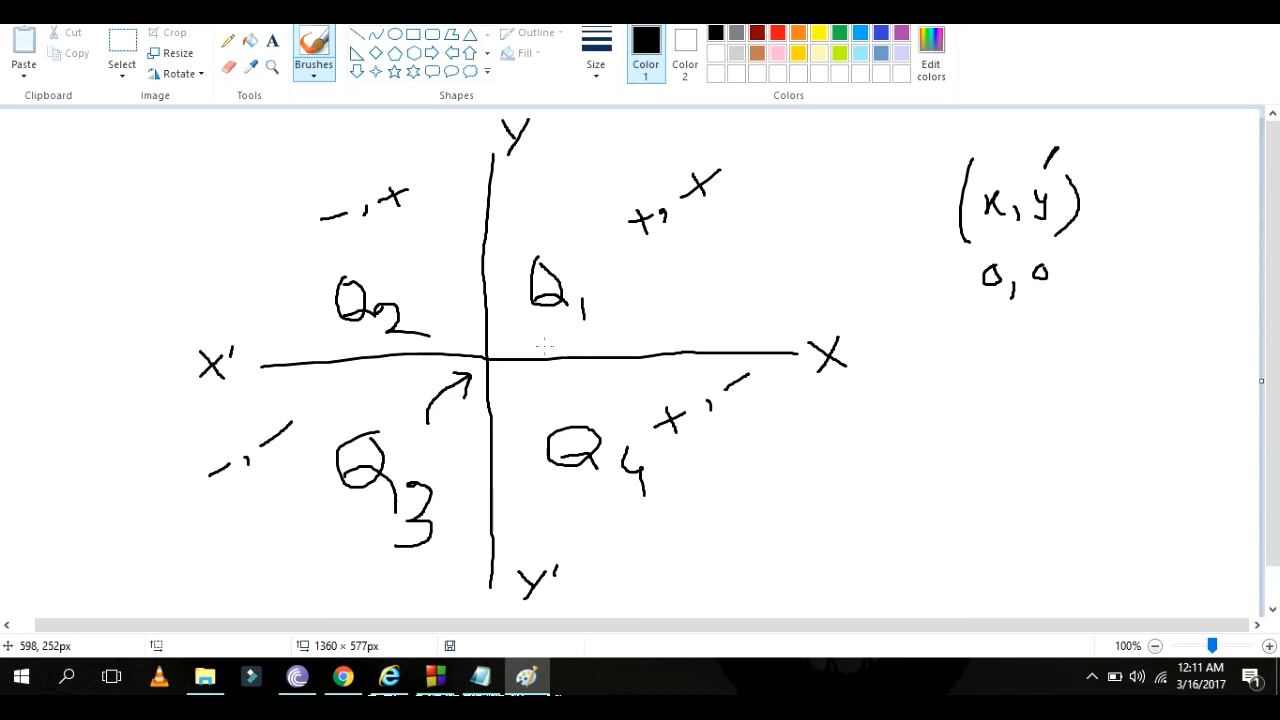 Cut
Copy
Paste
Clipboard
Crop
Resize
Rotate
Select
Image
A
Tools
Brushes
Outline
Fill
Shapes
Size
Color 1
Color 2
Edit colors
Colors
Y
-, +
+, +
(x, y')
0, 0
Q2
Q1
X'
X
-, -
+, -
Q3
Q4
Y'
598, 252px
1360 × 577px
100%
12:11 AM
3/16/2017
1